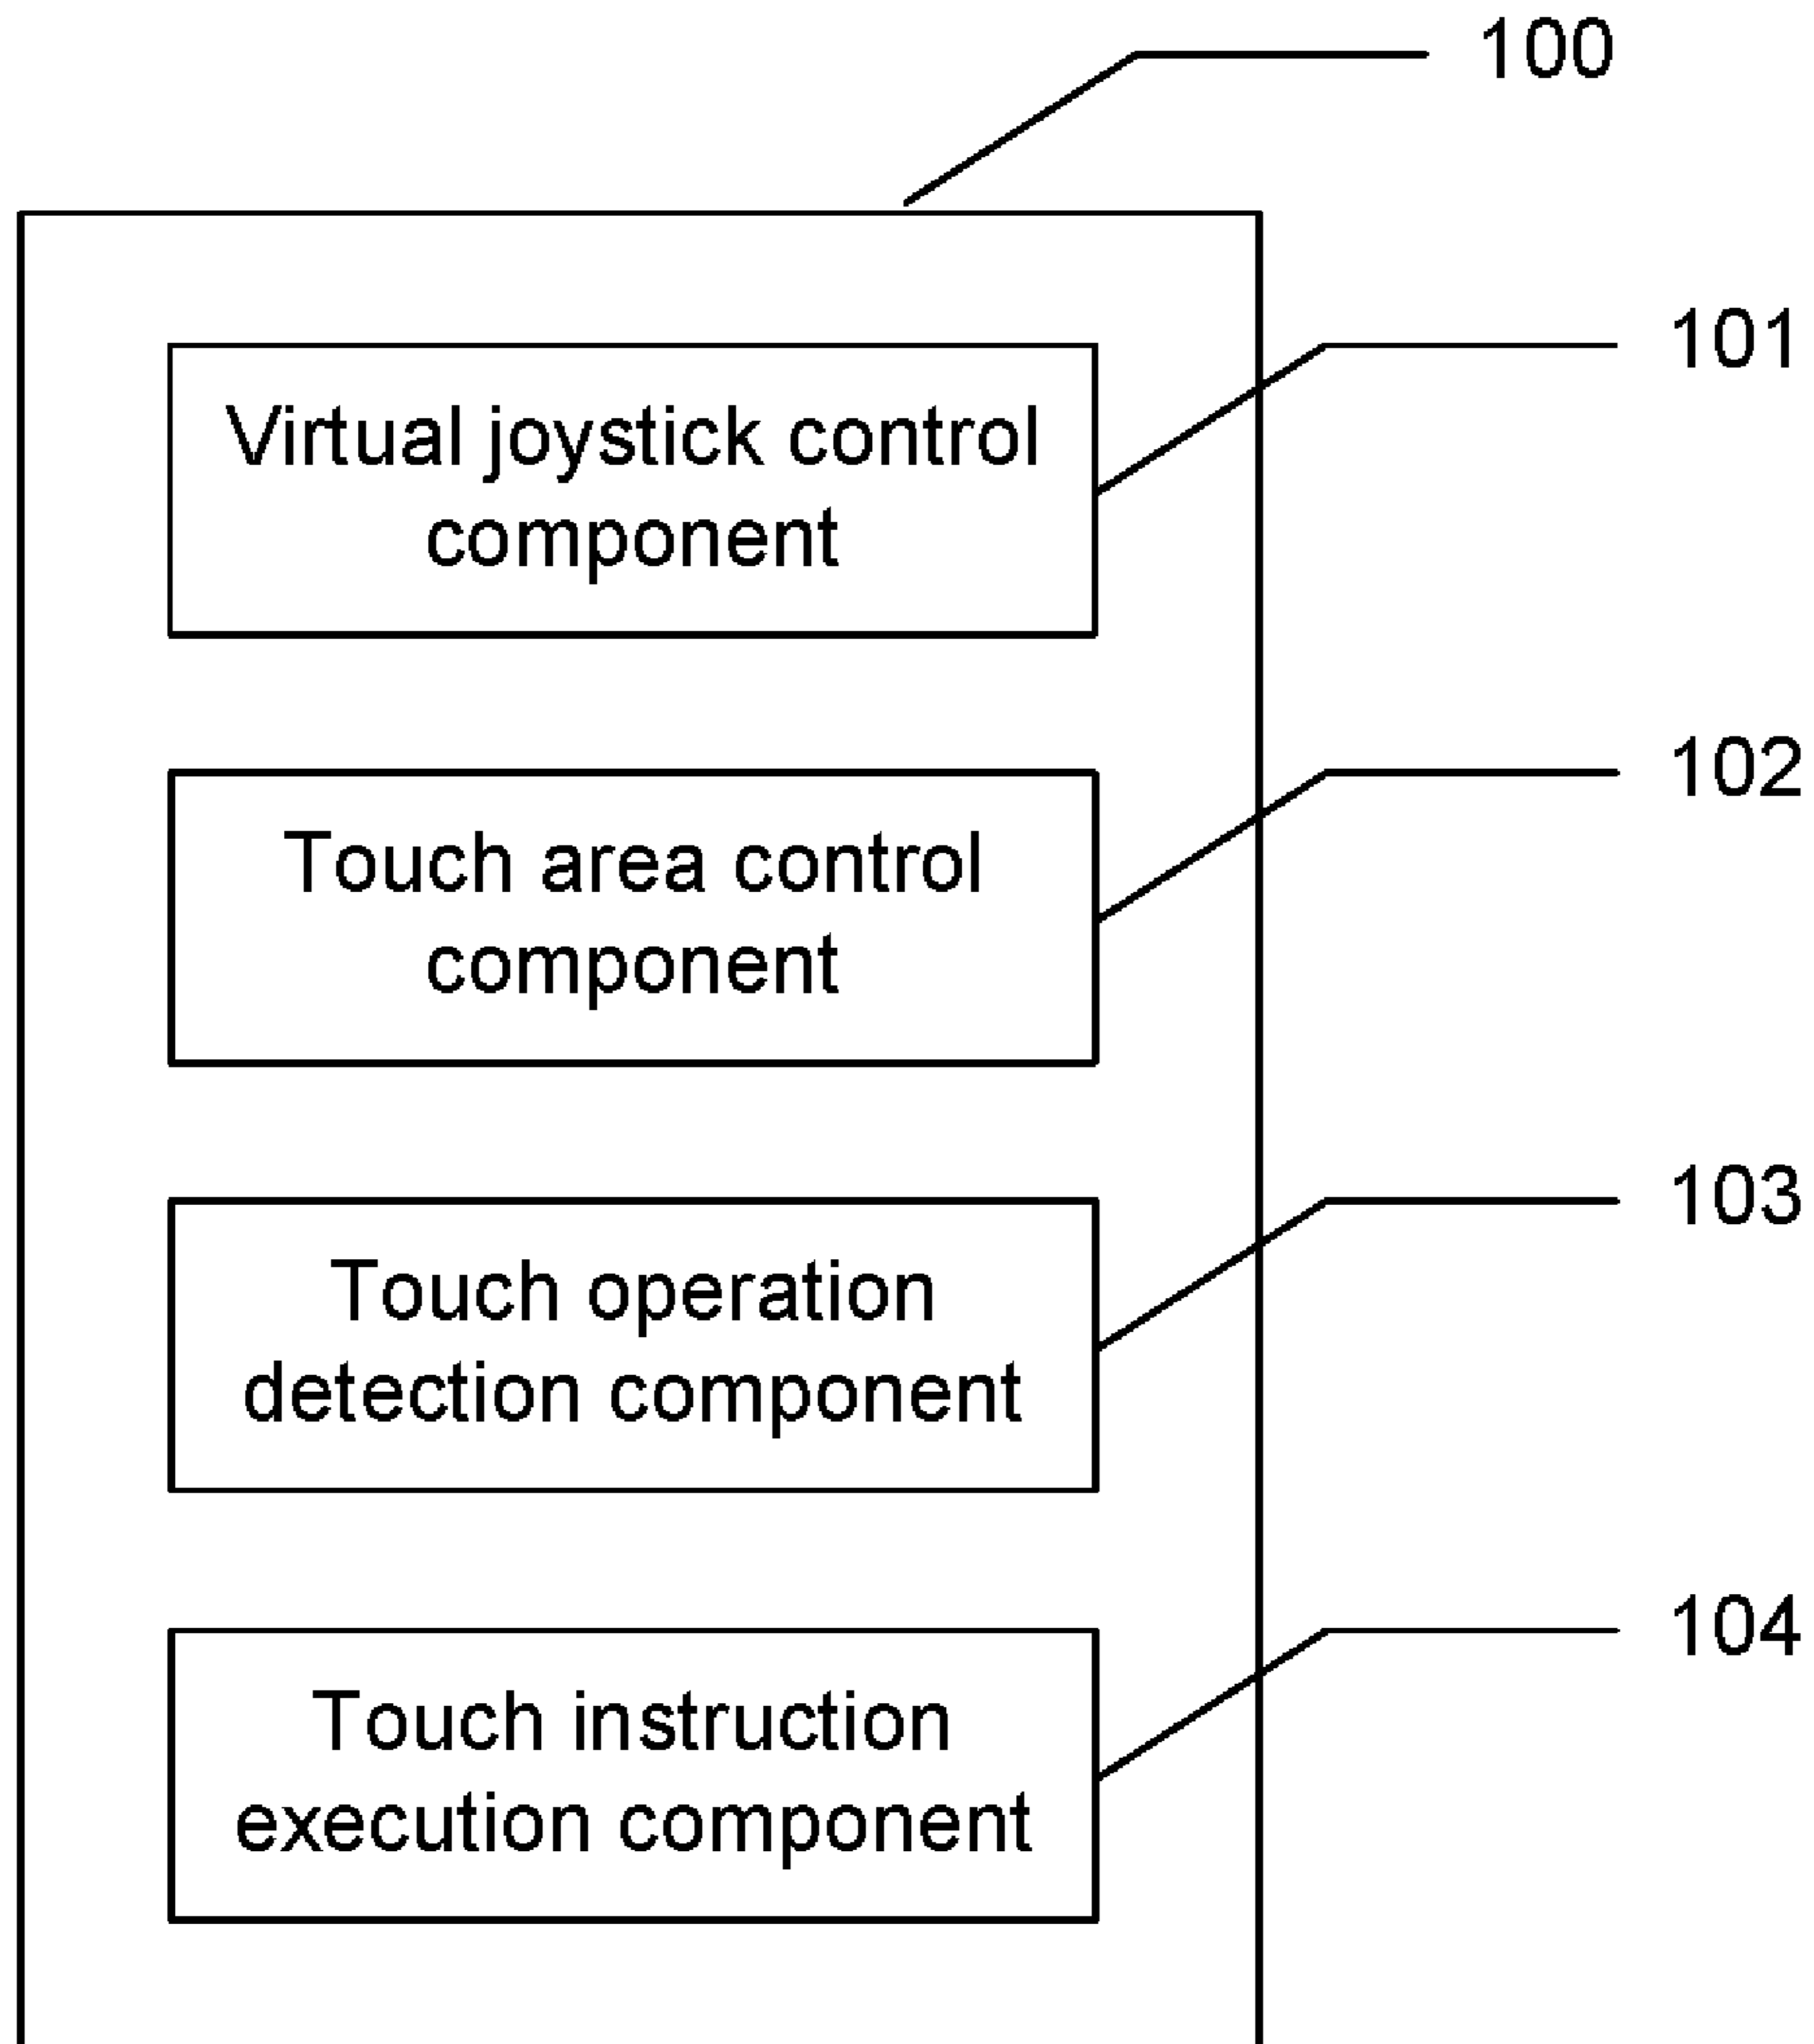 100
101
Virtual joystick control
component
102
Touch area control
component
103
Touch operation
detection component
104
Touch instruction
execution component